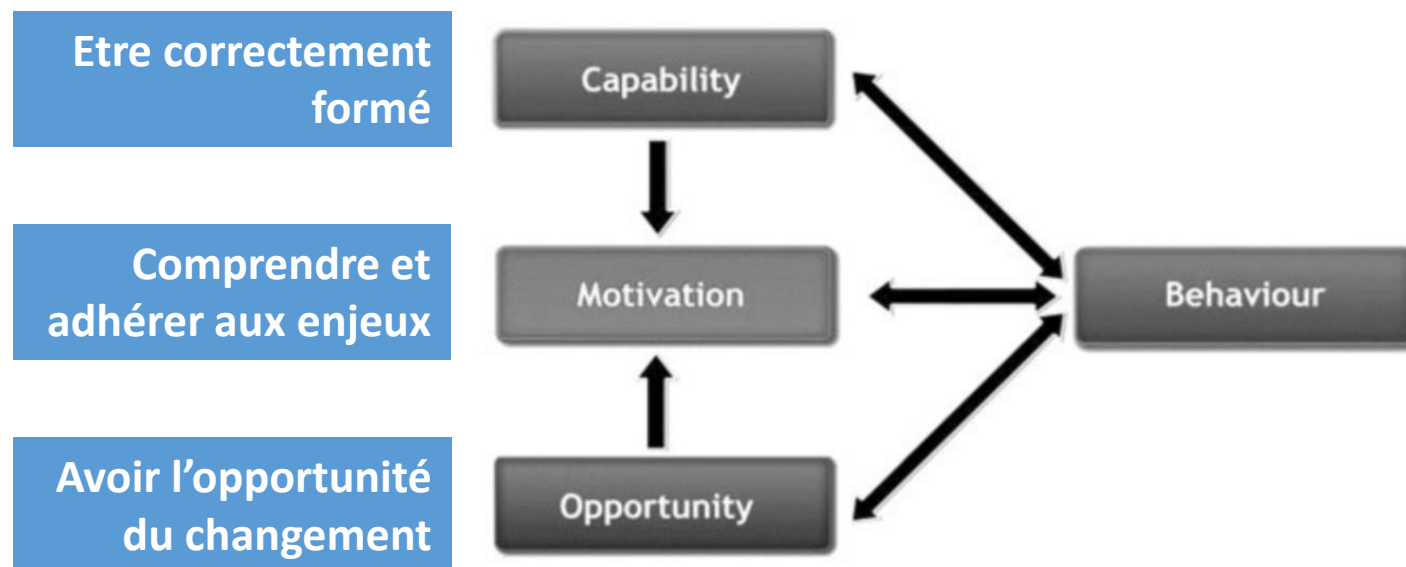 Etre correctement
formé
Capability
Comprendre et
adhérer aux enjeux
Motivation
Behaviour
Avoir l’opportunité
du changement
Opportunity